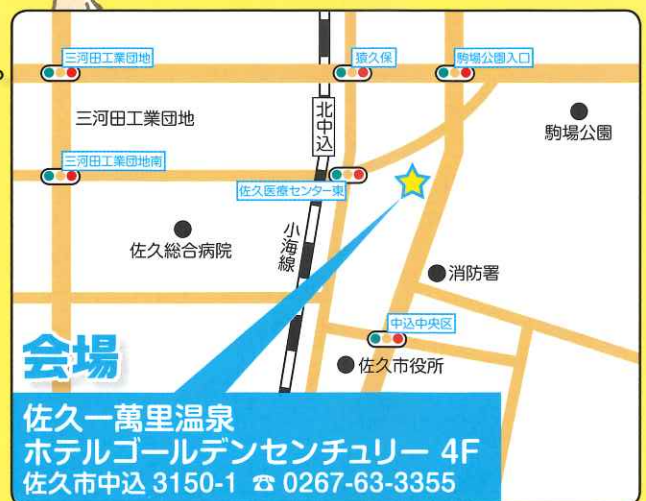 三河田工業団地
猿久保
駒場公園入口
三河田工業団地
北中込
駒場公園
三河田工業団地南
佐久医療センター東
佐久総合病院
小海線
消防署
中込中央区
佐久市役所
会場
佐久一萬里温泉
ホテルゴールデンセンチュリー 4F
佐久市中込 3150-1 ☎ 0267-63-3355